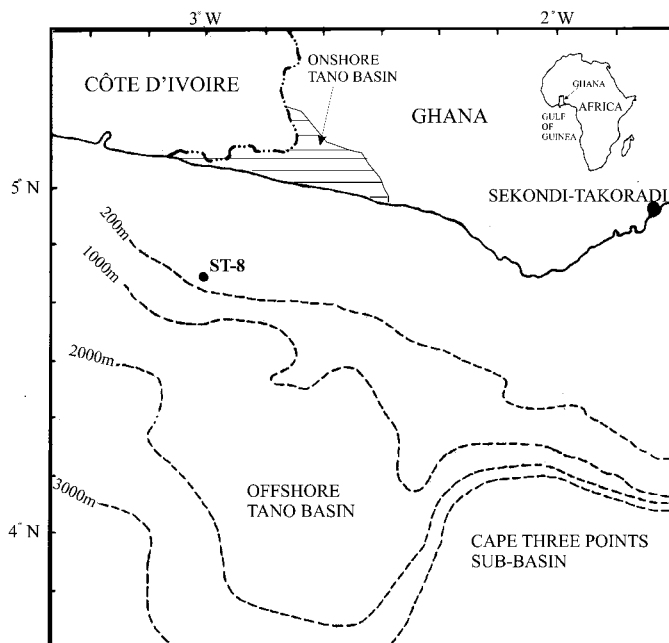 3° W
2° W
ONSHORE
TANO BASIN
CÔTE D'IVOIRE
GHANA
GHANA
AFRICA
GULF
OF
GUINEA
5° N
SEKONDI-TAKORADI
200m
ST-8
1000m
2000m
OFFSHORE
TANO BASIN
3000m
4° N
CAPE THREE POINTS
SUB-BASIN